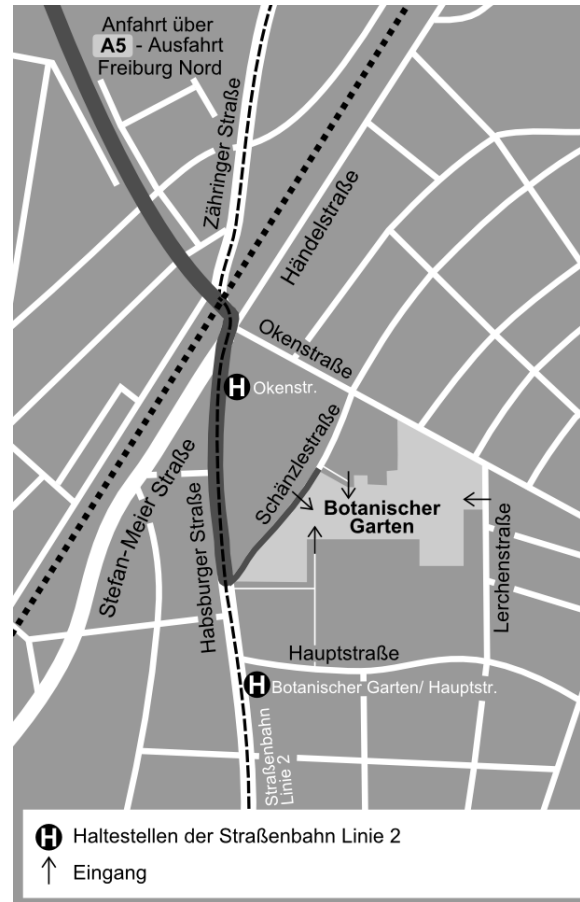 Anfahrt über
A5 - Ausfahrt
Freiburg Nord
Zähringer Straße
Händelstraße
Okenstraße
H Okenstr.
Schänzlestraße
Stefan-Meier Straße
Habsburger Straße
Botanischer
Garten
Lerchenstraße
Hauptstraße
H Botanischer Garten/ Hauptstr.
Straßenbahn
Linie 2
H Haltestellen der Straßenbahn Linie 2
Eingang